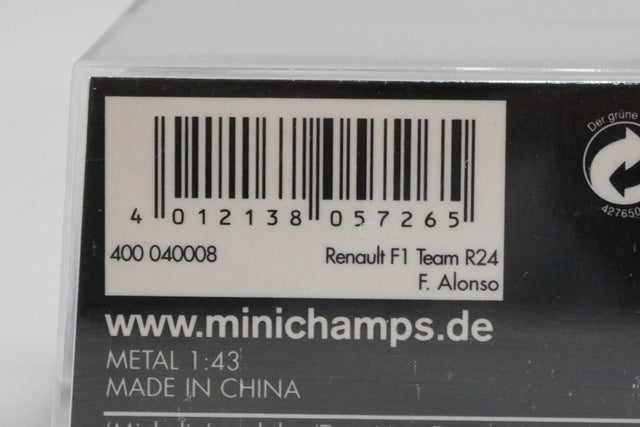 4 012138 057265
400 040008 Renault F1 Team R24
F. Alonso
www.minichamps.de
METAL 1:43
MADE IN CHINA
Der grüne
427650